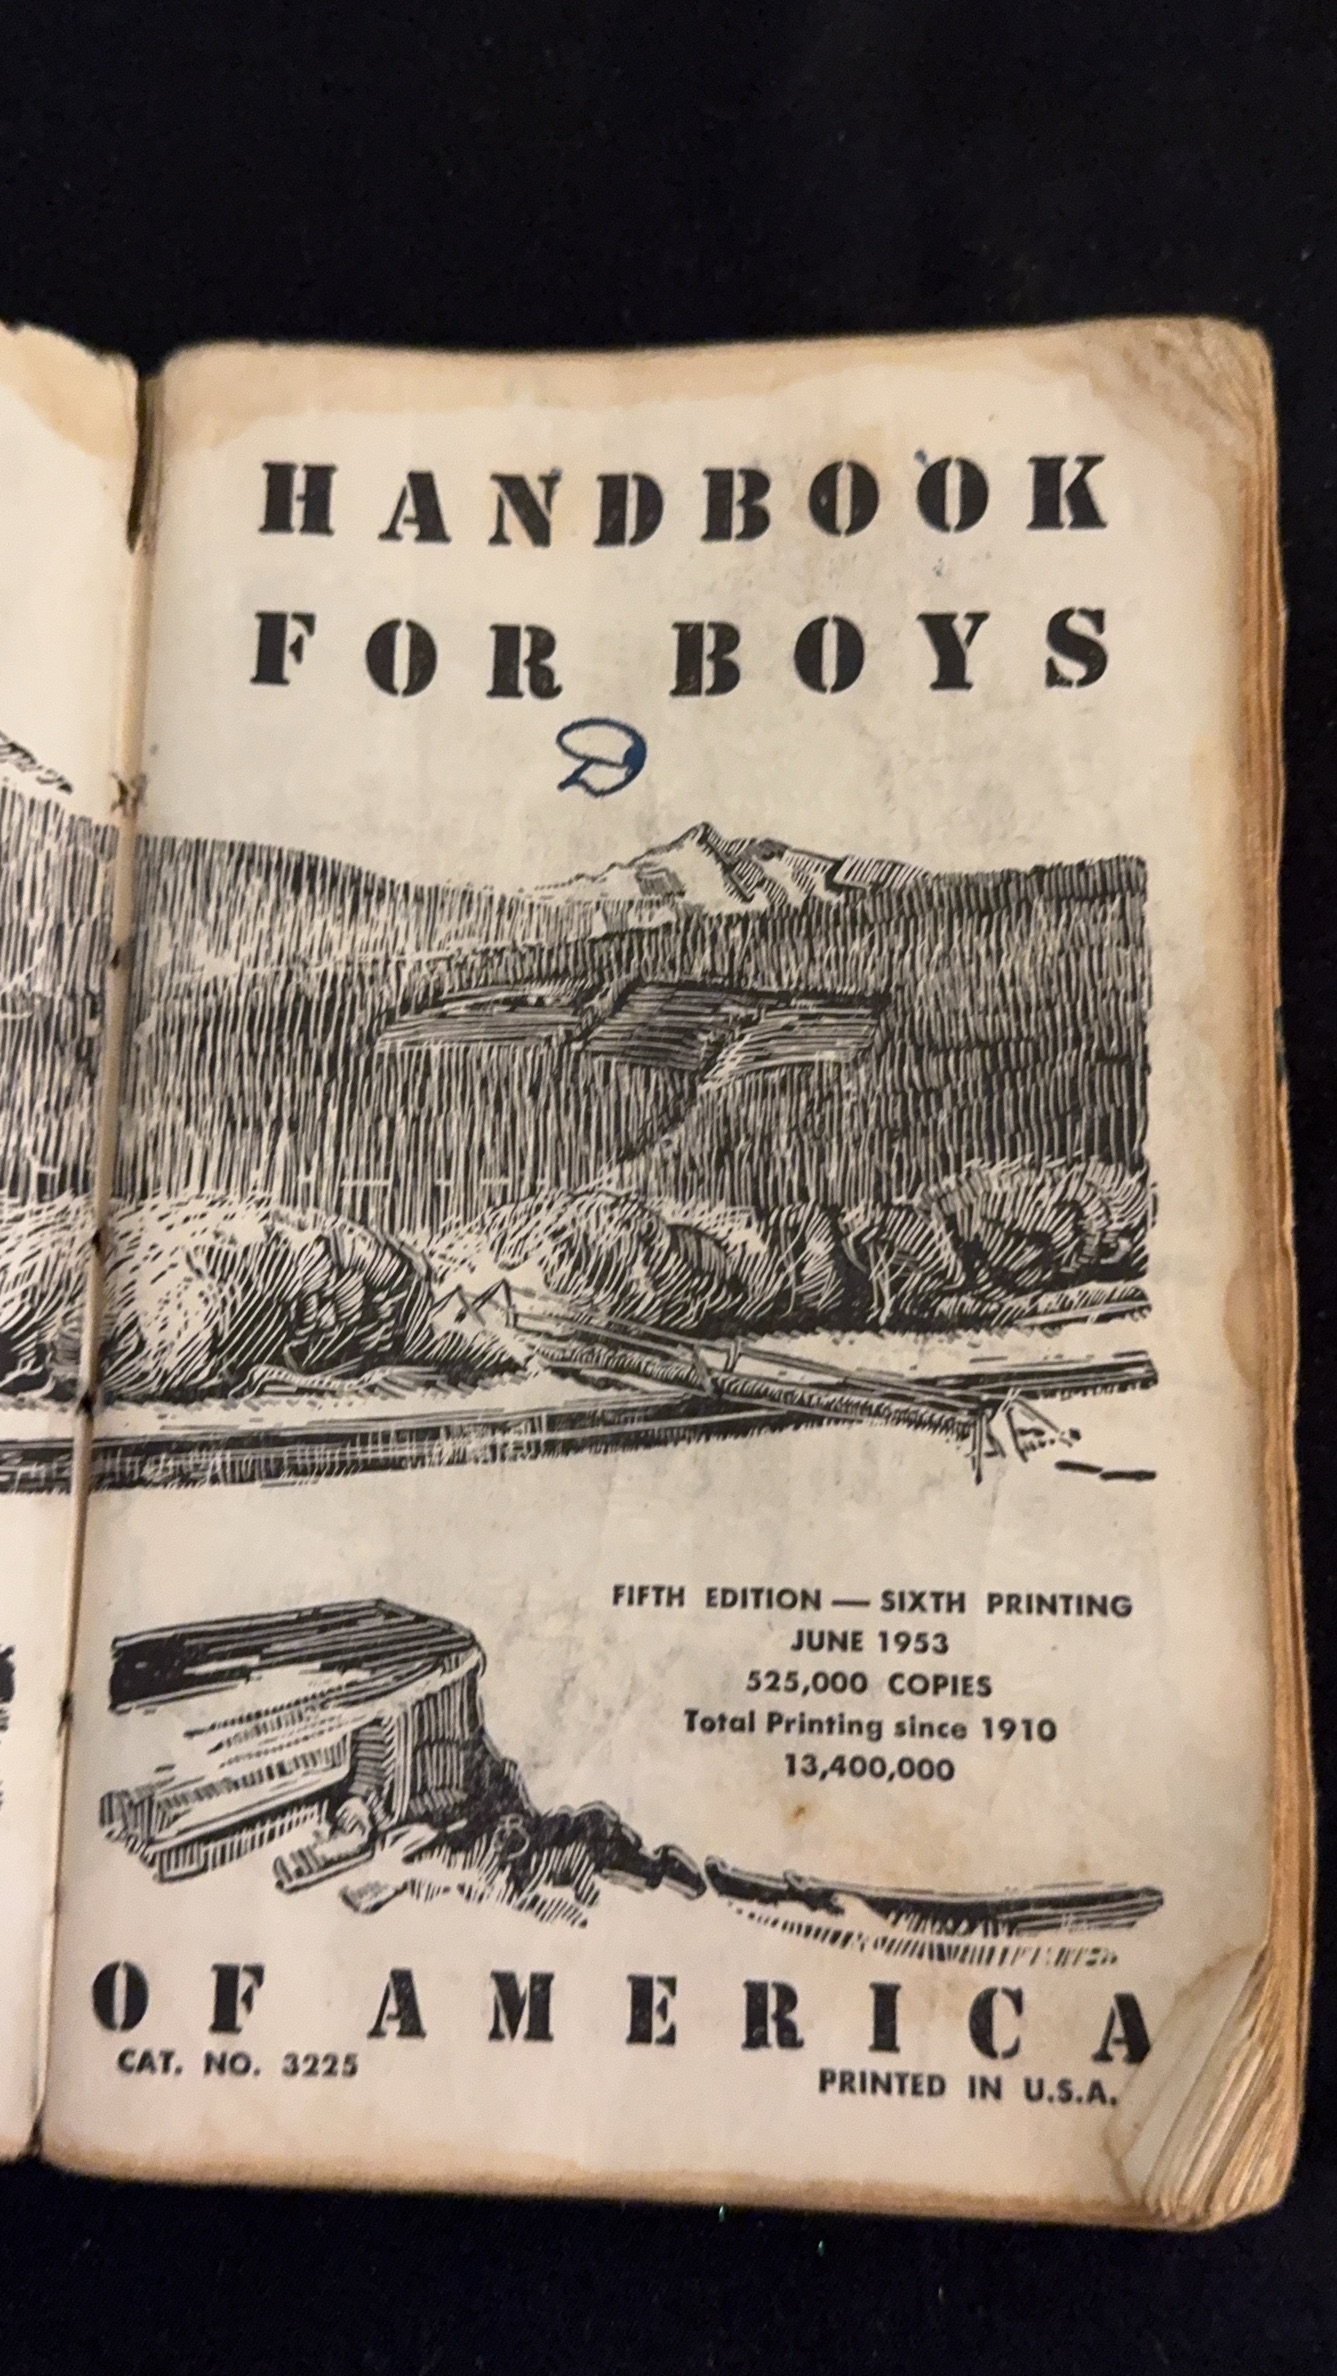 HANDBOOK
FOR BOYS
D
FIFTH EDITION — SIXTH PRINTING
JUNE 1953
525,000 COPIES
Total Printing since 1910
13,400,000
OF AMERICA
CAT. NO. 3225
PRINTED IN U.S.A.